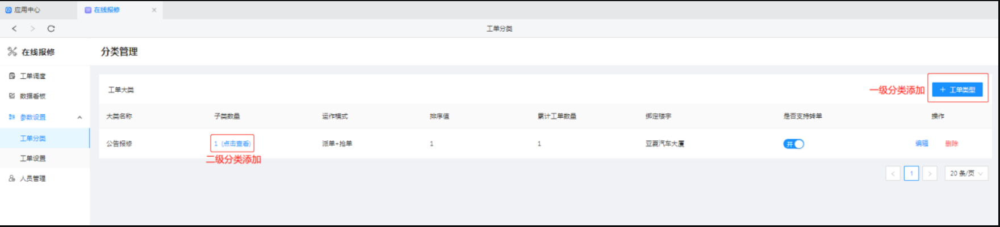 应用中心
在线报修
工单分类
在线报修
分类管理
工单调度
数据看板
参数设置
工单分类
工单设置
人员管理
工单大类
一级分类添加
+ 工单类型
大类名称 子类数量 运作模式 排序值 累计工单数量 绑定楼宇 是否支持转单 操作
公告报修 1 (点击查看) 派单+抢单 1 1 亚夏汽车大厦 开 编辑 删除
二级分类添加
< 1 > 20 条/页